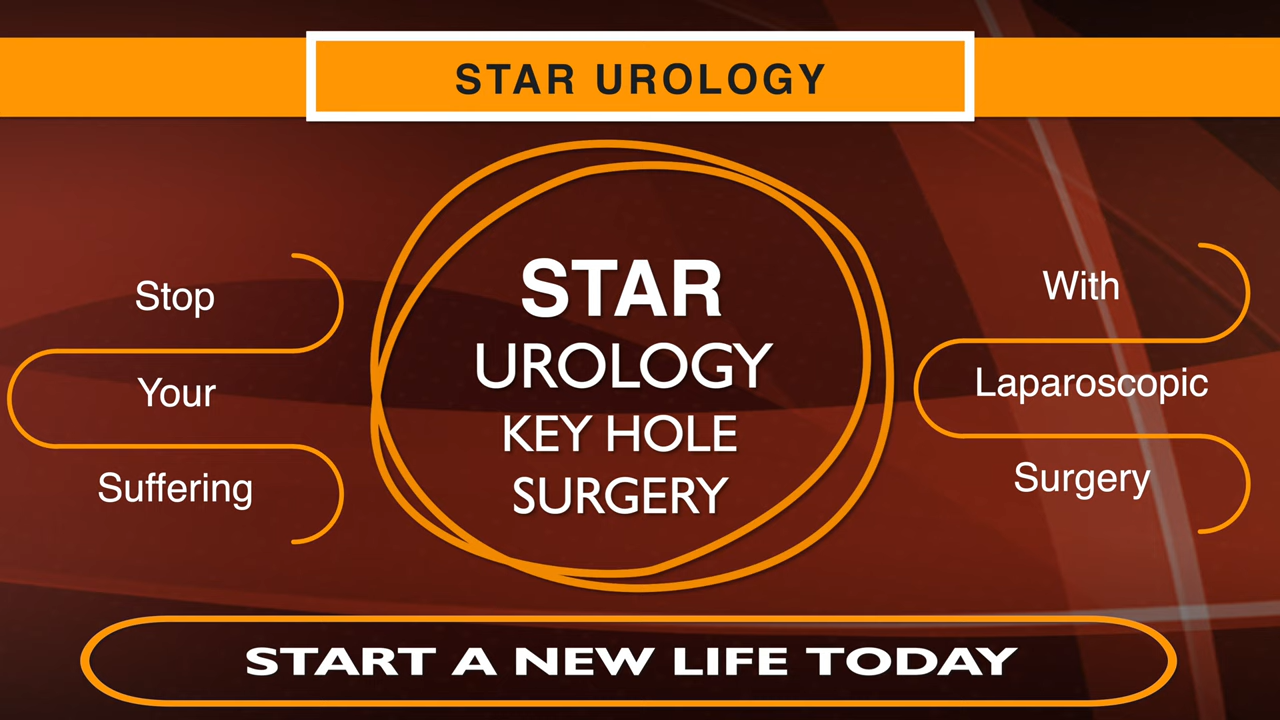 STAR UROLOGY
Stop
Your
Suffering
STAR
UROLOGY
KEY HOLE
SURGERY
With
Laparoscopic
Surgery
START A NEW LIFE TODAY